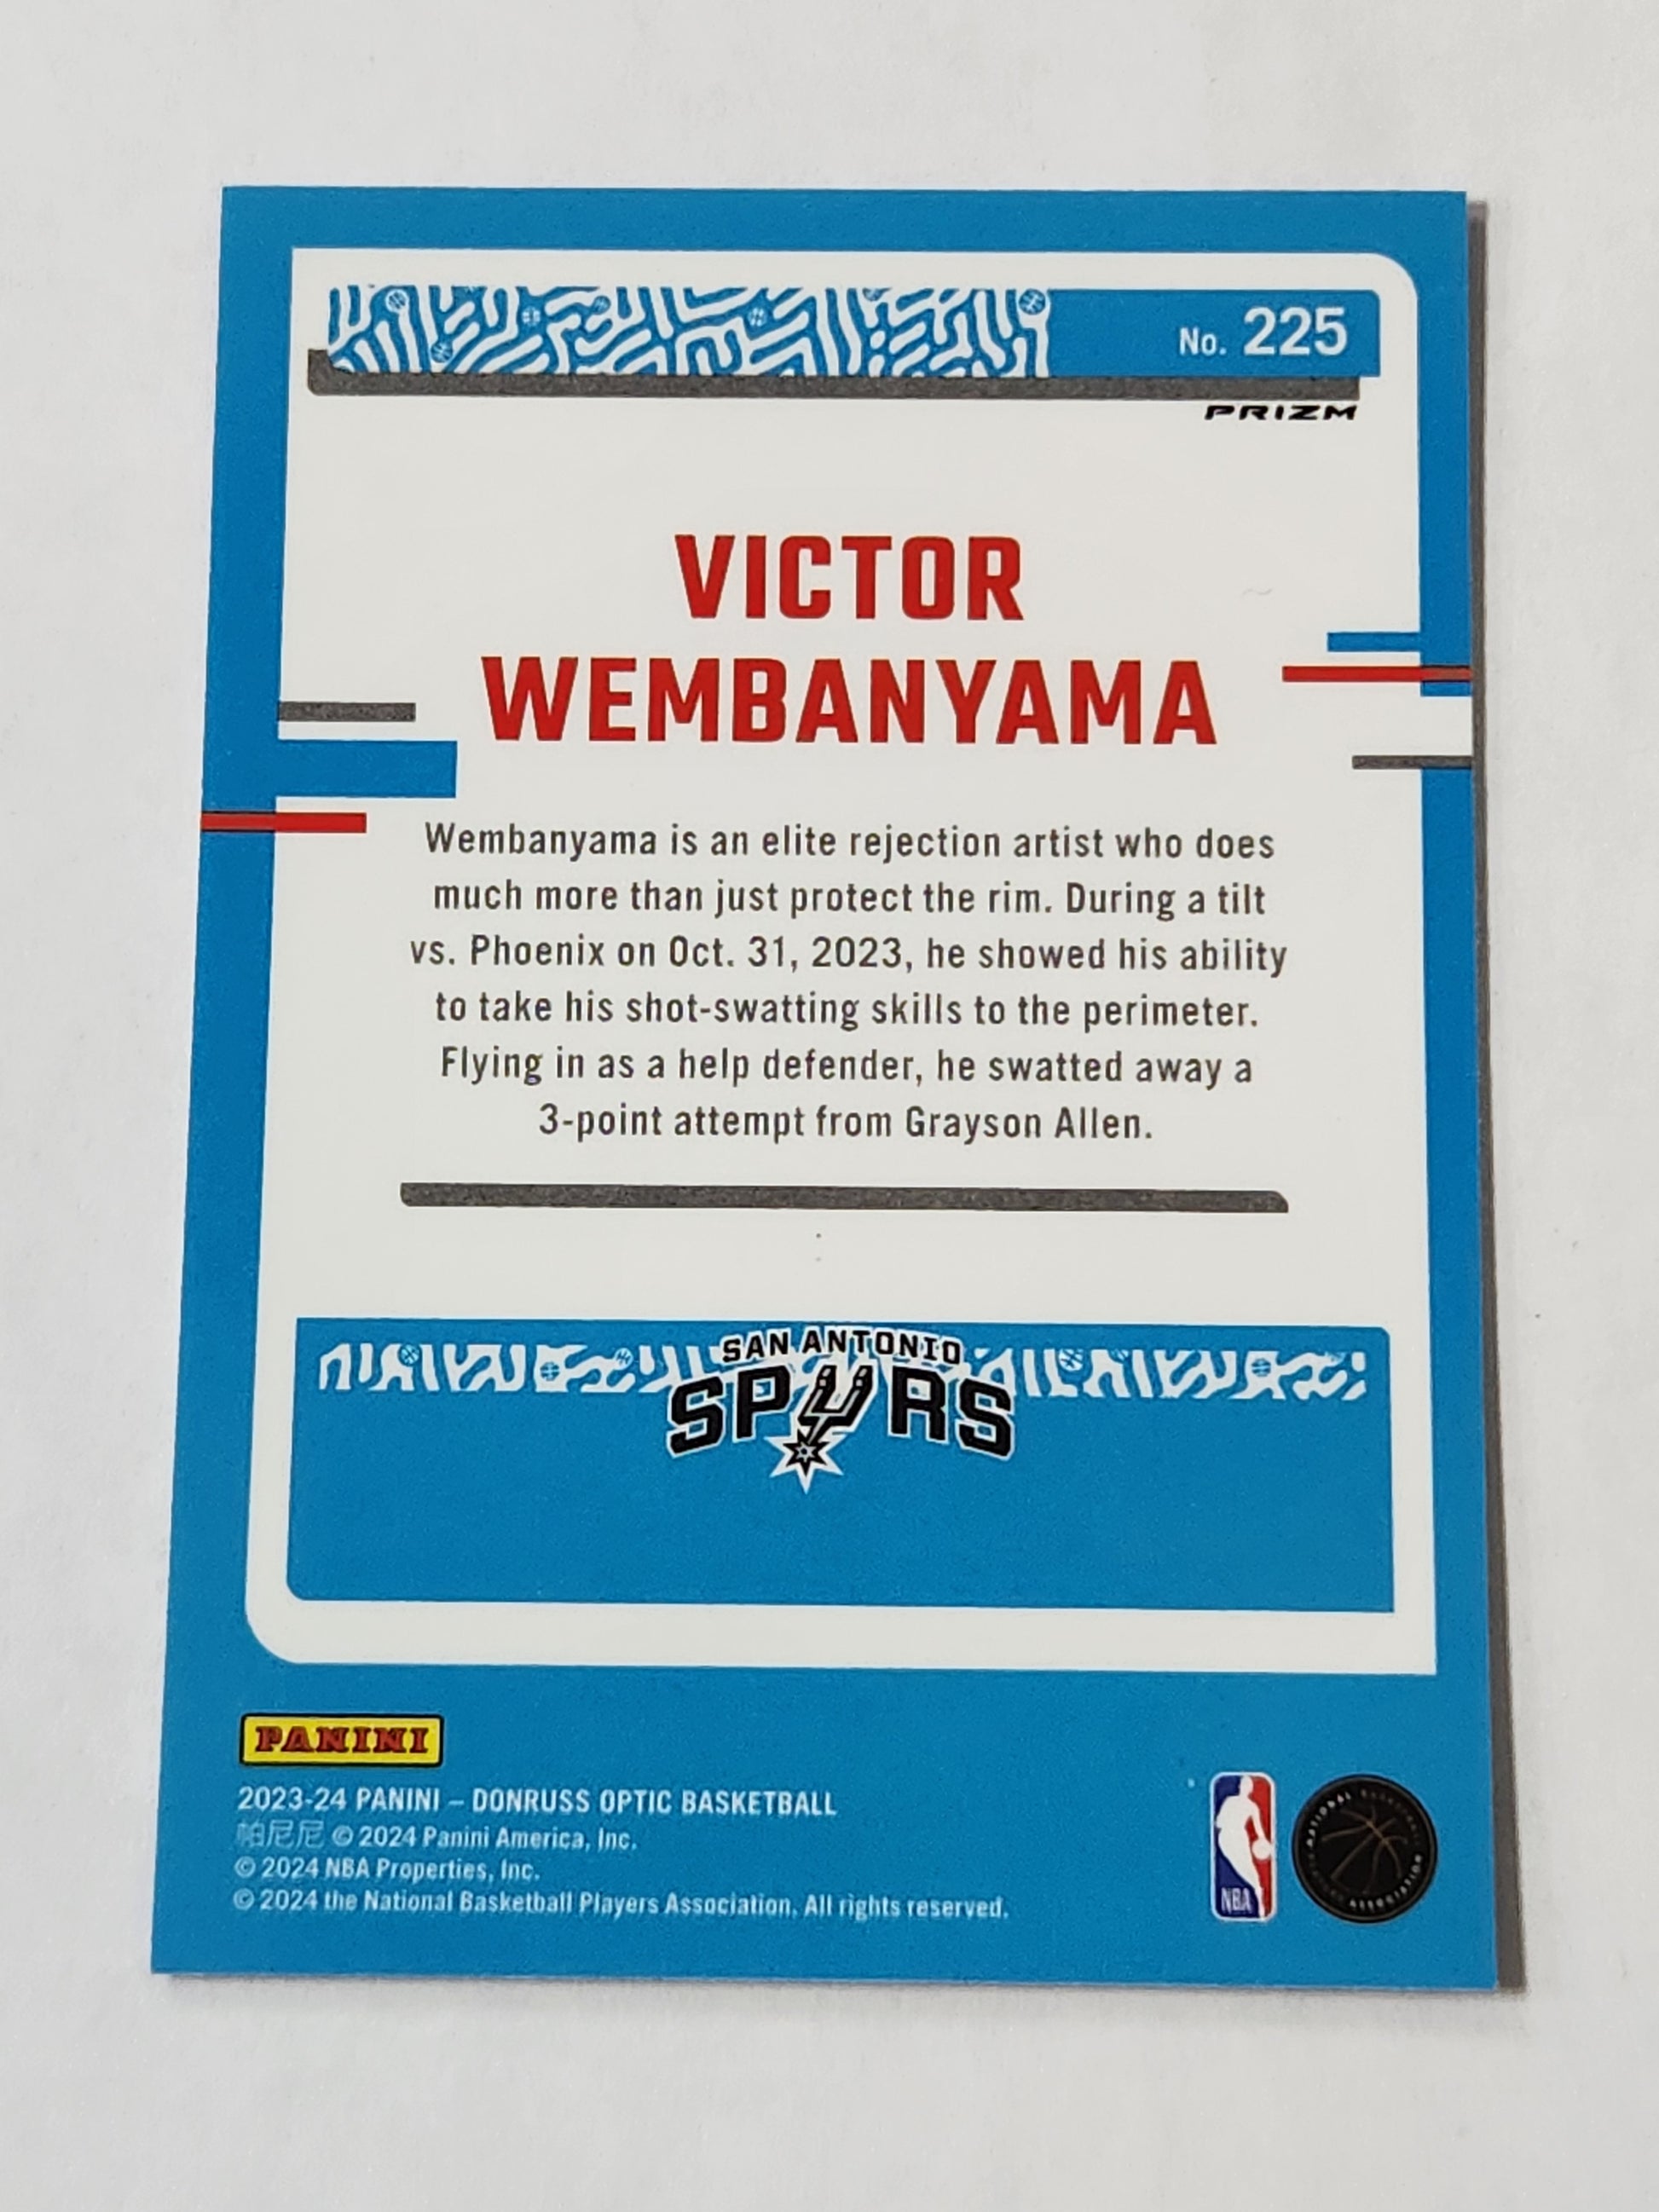 No. 225
PRIZM
VICTOR
WEMBANYAMA
Wembanyama is an elite rejection artist who does
much more than just protect the rim. During a tilt
vs. Phoenix on Oct. 31, 2023, he showed his ability
to take his shot-swatting skills to the perimeter.
Flying in as a help defender, he swatted away a
3-point attempt from Grayson Allen.
SAN ANTONIO
SPURS
PANINI
2023-24 PANINI – DONRUSS OPTIC BASKETBALL
帕尼尼 © 2024 Panini America, Inc.
© 2024 NBA Properties, Inc.
© 2024 the National Basketball Players Association. All rights reserved.
NBA
NATIONAL BASKETBALL
PLAYERS ASSOCIATION